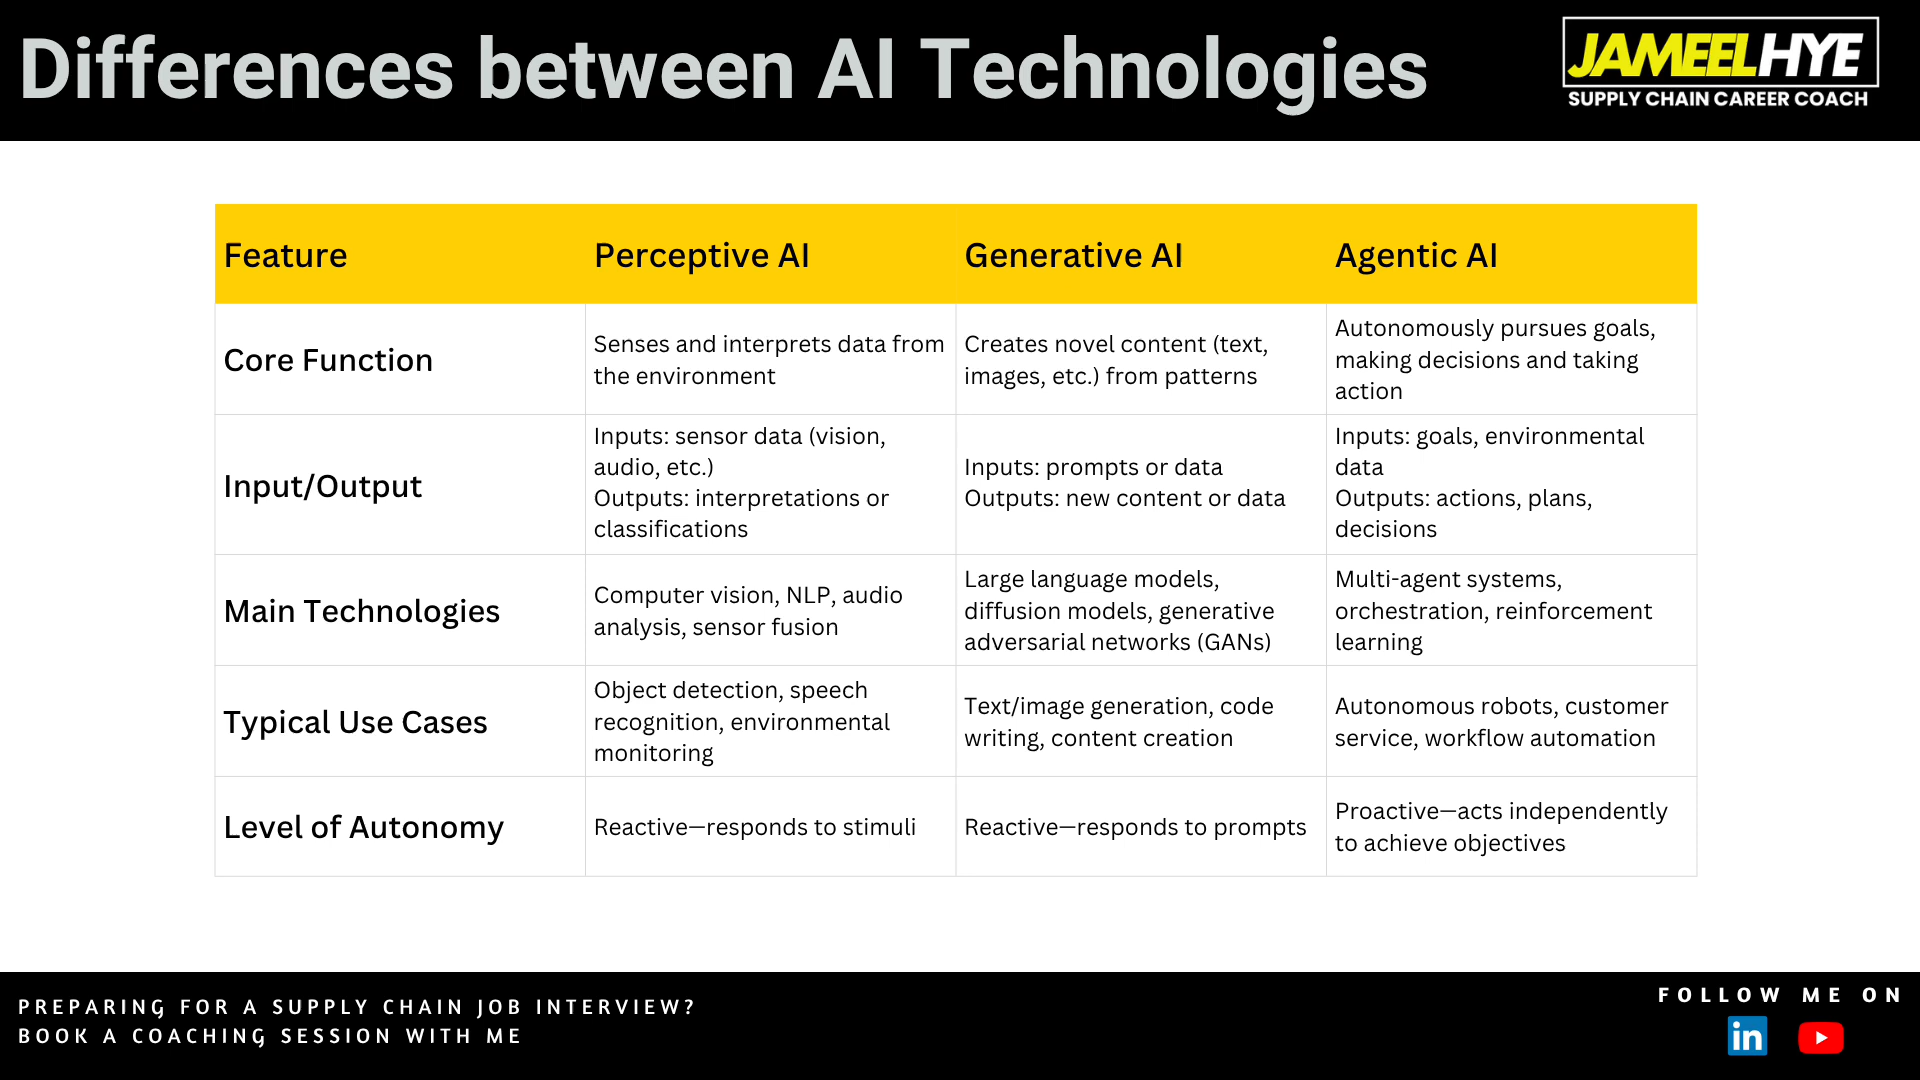 Differences between AI Technologies
JAMEELHYE
SUPPLY CHAIN CAREER COACH
Feature
Perceptive AI
Generative AI
Agentic AI
Core Function
Senses and interprets data from
the environment
Creates novel content (text,
images, etc.) from patterns
Autonomously pursues goals,
making decisions and taking
action
Input/Output
Inputs: sensor data (vision,
audio, etc.)
Outputs: interpretations or
classifications
Inputs: prompts or data
Outputs: new content or data
Inputs: goals, environmental
data
Outputs: actions, plans,
decisions
Main Technologies
Computer vision, NLP, audio
analysis, sensor fusion
Large language models,
diffusion models, generative
adversarial networks (GANs)
Multi-agent systems,
orchestration, reinforcement
learning
Typical Use Cases
Object detection, speech
recognition, environmental
monitoring
Text/image generation, code
writing, content creation
Autonomous robots, customer
service, workflow automation
Level of Autonomy
Reactive—responds to stimuli
Reactive—responds to prompts
Proactive—acts independently
to achieve objectives
PREPARING FOR A SUPPLY CHAIN JOB INTERVIEW?
BOOK A COACHING SESSION WITH ME
FOLLOW ME ON
in